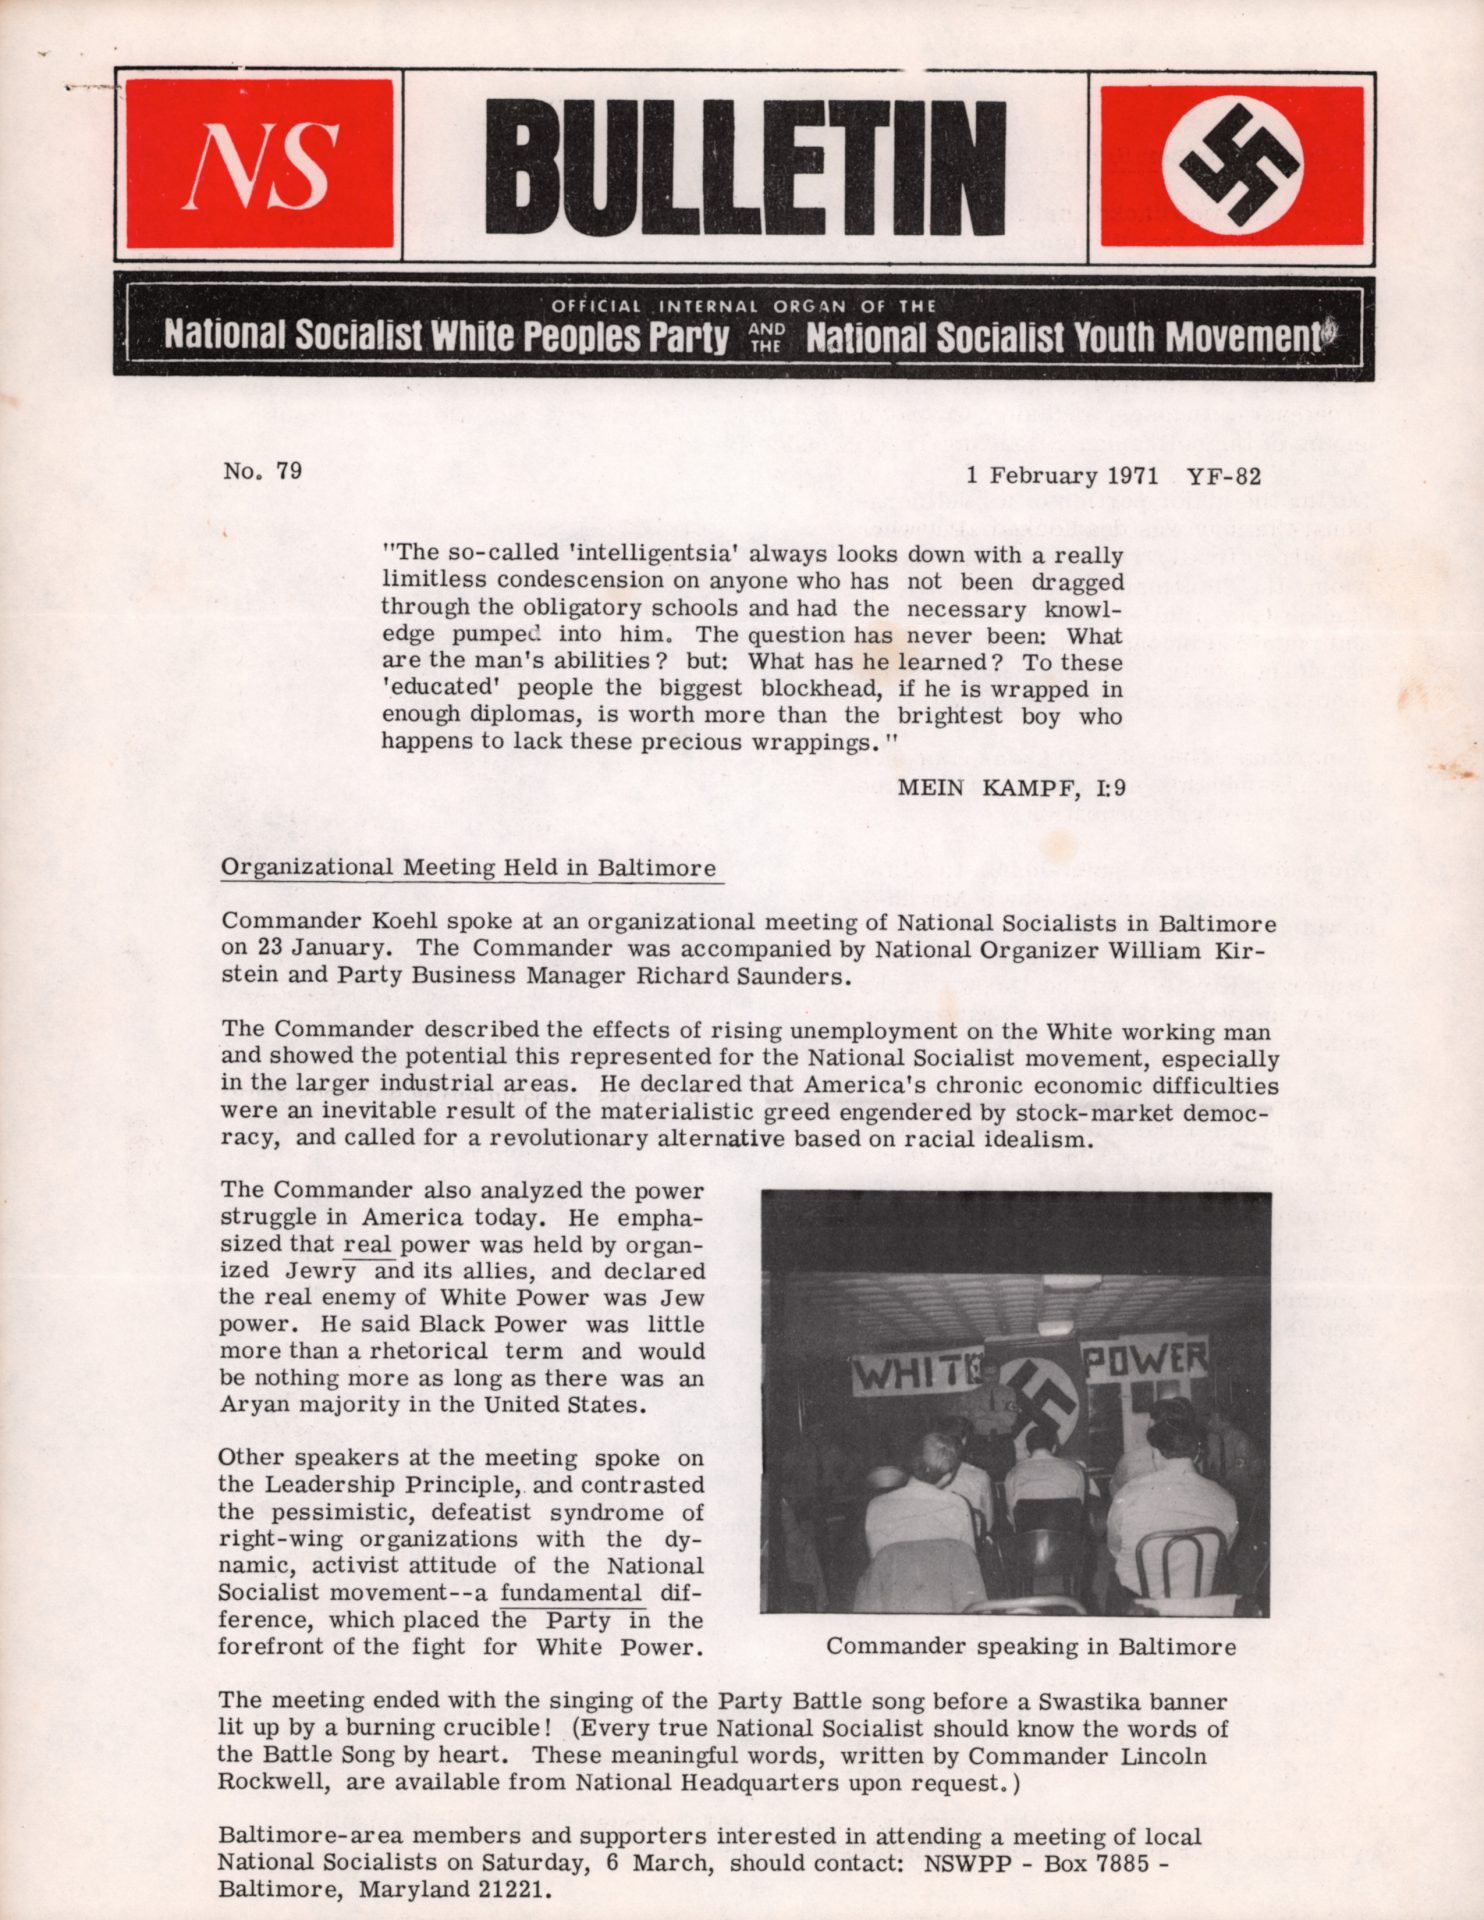 NS
BULLETIN
OFFICIAL INTERNAL ORGAN OF THE
National Socialist White Peoples Party AND THE National Socialist Youth Movement
No. 79
1 February 1971 YF-82
"The so-called 'intelligentsia' always looks down with a really
limitless condescension on anyone who has not been dragged
through the obligatory schools and had the necessary knowl-
edge pumped into him. The question has never been: What
are the man's abilities? but: What has he learned? To these
'educated' people the biggest blockhead, if he is wrapped in
enough diplomas, is worth more than the brightest boy who
happens to lack these precious wrappings."
MEIN KAMPF, I:9
Organizational Meeting Held in Baltimore
Commander Koehl spoke at an organizational meeting of National Socialists in Baltimore
on 23 January. The Commander was accompanied by National Organizer William Kir-
stein and Party Business Manager Richard Saunders.
The Commander described the effects of rising unemployment on the White working man
and showed the potential this represented for the National Socialist movement, especially
in the larger industrial areas. He declared that America's chronic economic difficulties
were an inevitable result of the materialistic greed engendered by stock-market democ-
racy, and called for a revolutionary alternative based on racial idealism.
The Commander also analyzed the power
struggle in America today. He empha-
sized that real power was held by organ-
ized Jewry and its allies, and declared
the real enemy of White Power was Jew
power. He said Black Power was little
more than a rhetorical term and would
be nothing more as long as there was an
Aryan majority in the United States.
Other speakers at the meeting spoke on
the Leadership Principle, and contrasted
the pessimistic, defeatist syndrome of
right-wing organizations with the dy-
namic, activist attitude of the National
Socialist movement--a fundamental dif-
ference, which placed the Party in the
forefront of the fight for White Power.
WHITE POWER
Commander speaking in Baltimore
The meeting ended with the singing of the Party Battle song before a Swastika banner
lit up by a burning crucible! (Every true National Socialist should know the words of
the Battle Song by heart. These meaningful words, written by Commander Lincoln
Rockwell, are available from National Headquarters upon request.)
Baltimore-area members and supporters interested in attending a meeting of local
National Socialists on Saturday, 6 March, should contact: NSWPP - Box 7885 -
Baltimore, Maryland 21221.